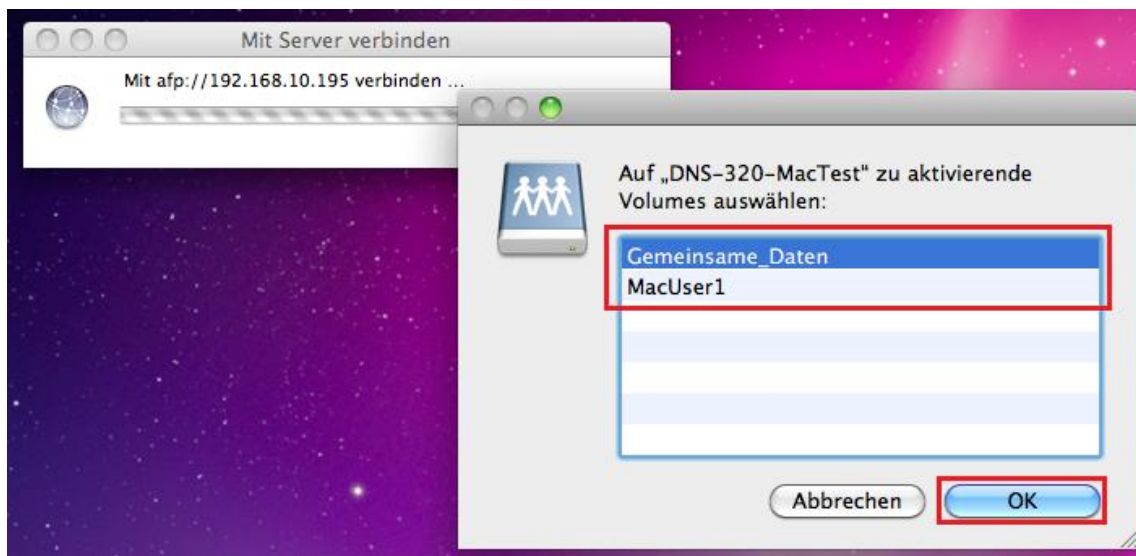 Mit Server verbinden
Mit afp://192.168.10.195 verbinden ...
Auf „DNS-320-MacTest" zu aktivierende
Volumes auswählen:
Gemeinsame_Daten
MacUser1
Abbrechen
OK